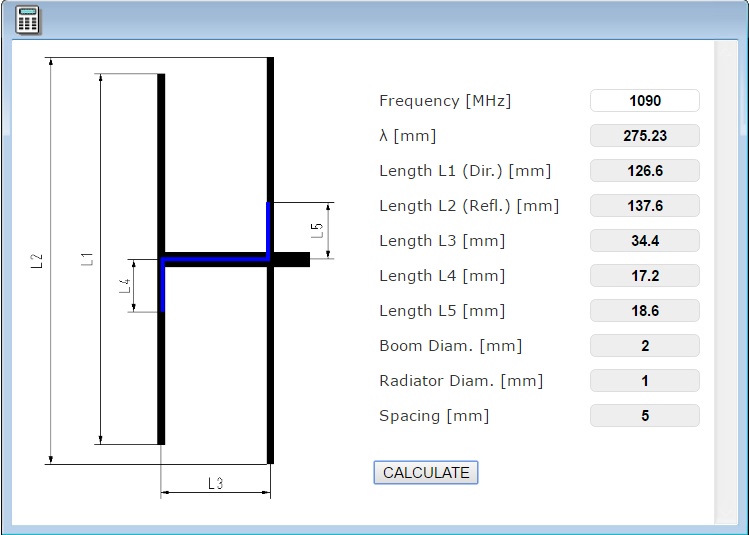 Frequency [MHz] 1090
λ [mm] 275.23
Length L1 (Dir.) [mm] 126.6
Length L2 (Refl.) [mm] 137.6
Length L3 [mm] 34.4
Length L4 [mm] 17.2
Length L5 [mm] 18.6
Boom Diam. [mm] 2
Radiator Diam. [mm] 1
Spacing [mm] 5
CALCULATE
L2
L1
L4
L5
L3